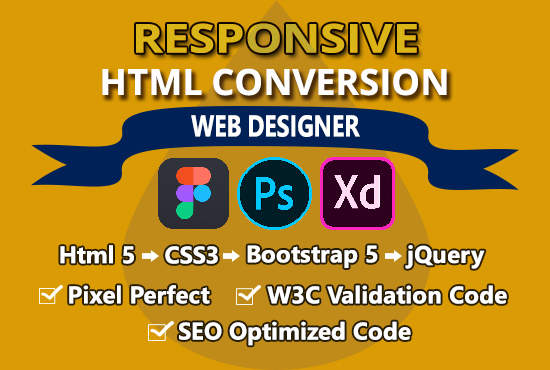 RESPONSIVE
HTML CONVERSION
WEB DESIGNER
Ps Xd
Html 5 ➡ CSS3 ➡ Bootstrap 5 ➡ jQuery
Pixel Perfect W3C Validation Code
SEO Optimized Code